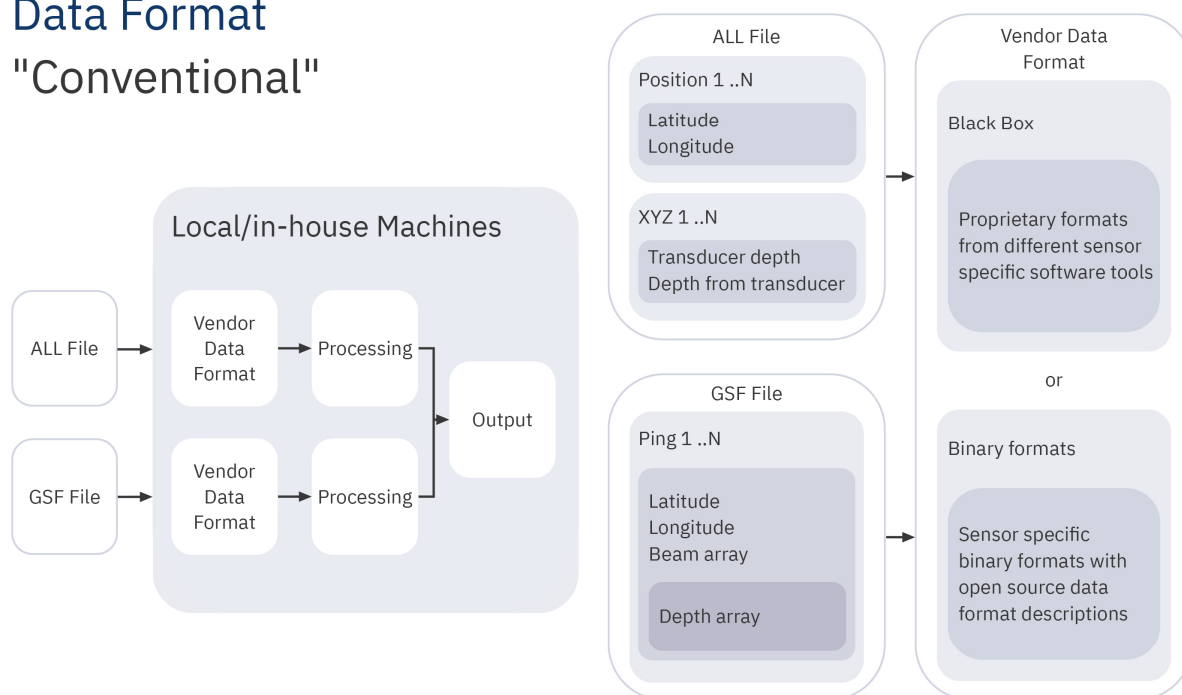 Data Format
"Conventional"
Local/in-house Machines
ALL File
Vendor
Data
Format
Processing
Output
GSF File
Vendor
Data
Format
Processing
ALL File
Position 1 ..N
Latitude
Longitude
XYZ 1 ..N
Transducer depth
Depth from transducer
GSF File
Ping 1 ..N
Latitude
Longitude
Beam array
Depth array
Vendor Data
Format
Black Box
Proprietary formats
from different sensor
specific software tools
or
Binary formats
Sensor specific
binary formats with
open source data
format descriptions